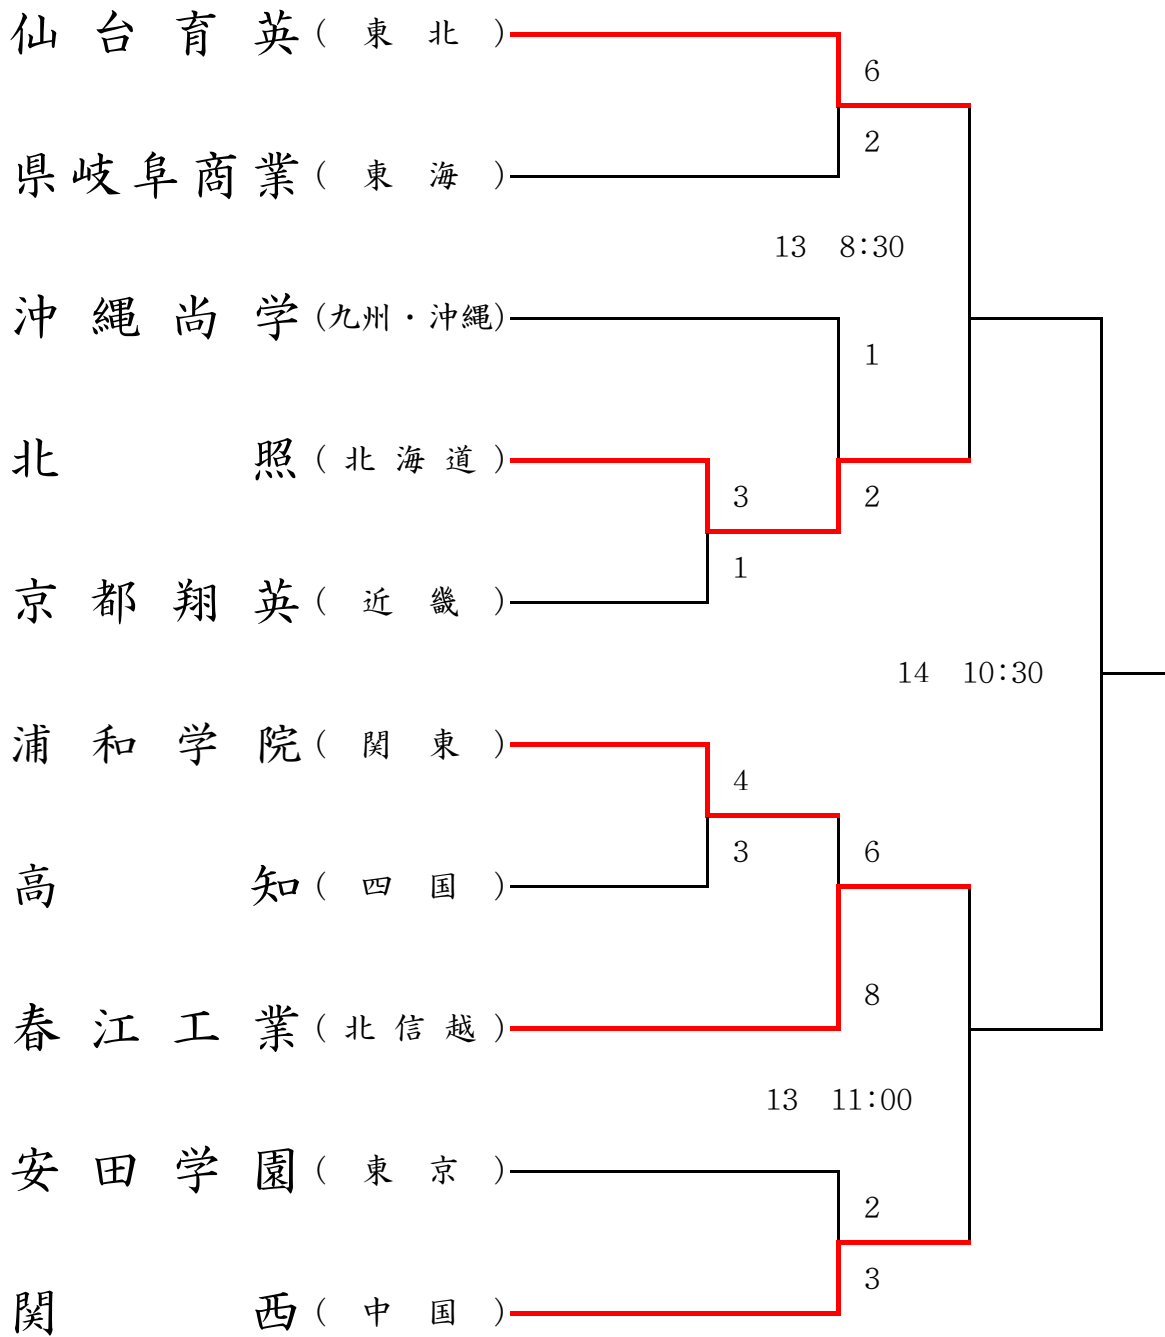 仙台育英(東北)
6
2
県岐阜商業(東海)
13 8:30
沖縄尚学(九州・沖縄)
1
北照(北海道)
3
2
1
京都翔英(近畿)
14 10:30
浦和学院(関東)
4
3
6
高知(四国)
8
春江工業(北信越)
13 11:00
安田学園(東京)
2
3
関西(中国)